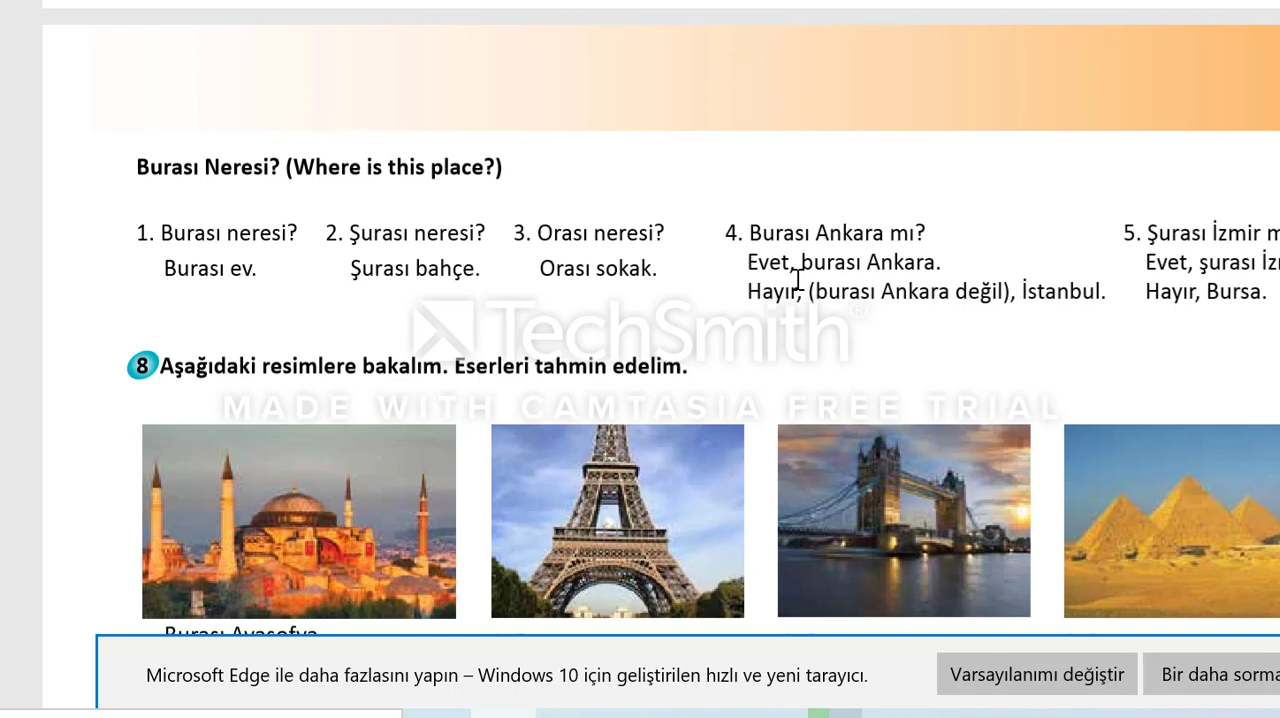 Burası Neresi? (Where is this place?)
1. Burası neresi? 2. Şurası neresi? 3. Orası neresi? 4. Burası Ankara mı? 5. Şurası İzmir
Burası ev. Şurası bahçe. Orası sokak. Evet, burası Ankara. Evet, şurası
Hayır, (burası Ankara değil), İstanbul. Hayır, Bursa.
TechSmith
8 Aşağıdaki resimlere bakalım. Eserleri tahmin edelim.
MADE WITH CAMTASIA FREE TRIAL
Burası Ayasofya
Microsoft Edge ile daha fazlasını yapın – Windows 10 için geliştirilen hızlı ve yeni tarayıcı. Varsayılanımı değiştir Bir daha